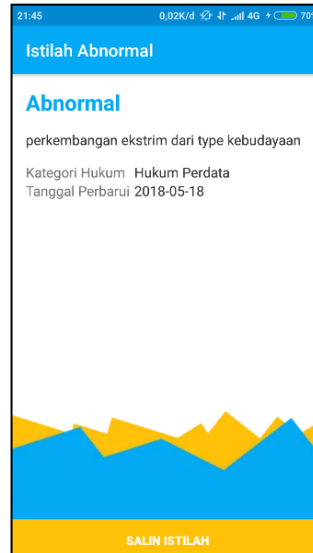 21:45 0,02K/d 4G 70%
Istilah Abnormal
Abnormal
perkembangan ekstrim dari type kebudayaan
Kategori Hukum Hukum Perdata
Tanggal Perbarui 2018-05-18
SALIN ISTILAH